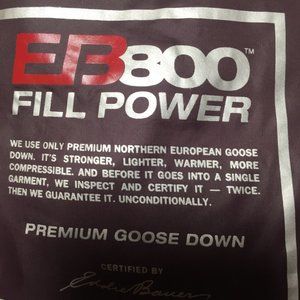 EB800™
FILL POWER
WE USE ONLY PREMIUM NORTHERN EUROPEAN GOOSE
DOWN. IT'S STRONGER, LIGHTER, WARMER, MORE
COMPRESSIBLE. AND BEFORE IT GOES INTO A SINGLE
GARMENT, WE INSPECT AND CERTIFY IT — TWICE.
THEN WE GUARANTEE IT. UNCONDITIONALLY.
PREMIUM GOOSE DOWN
CERTIFIED BY
Eddie Bauer